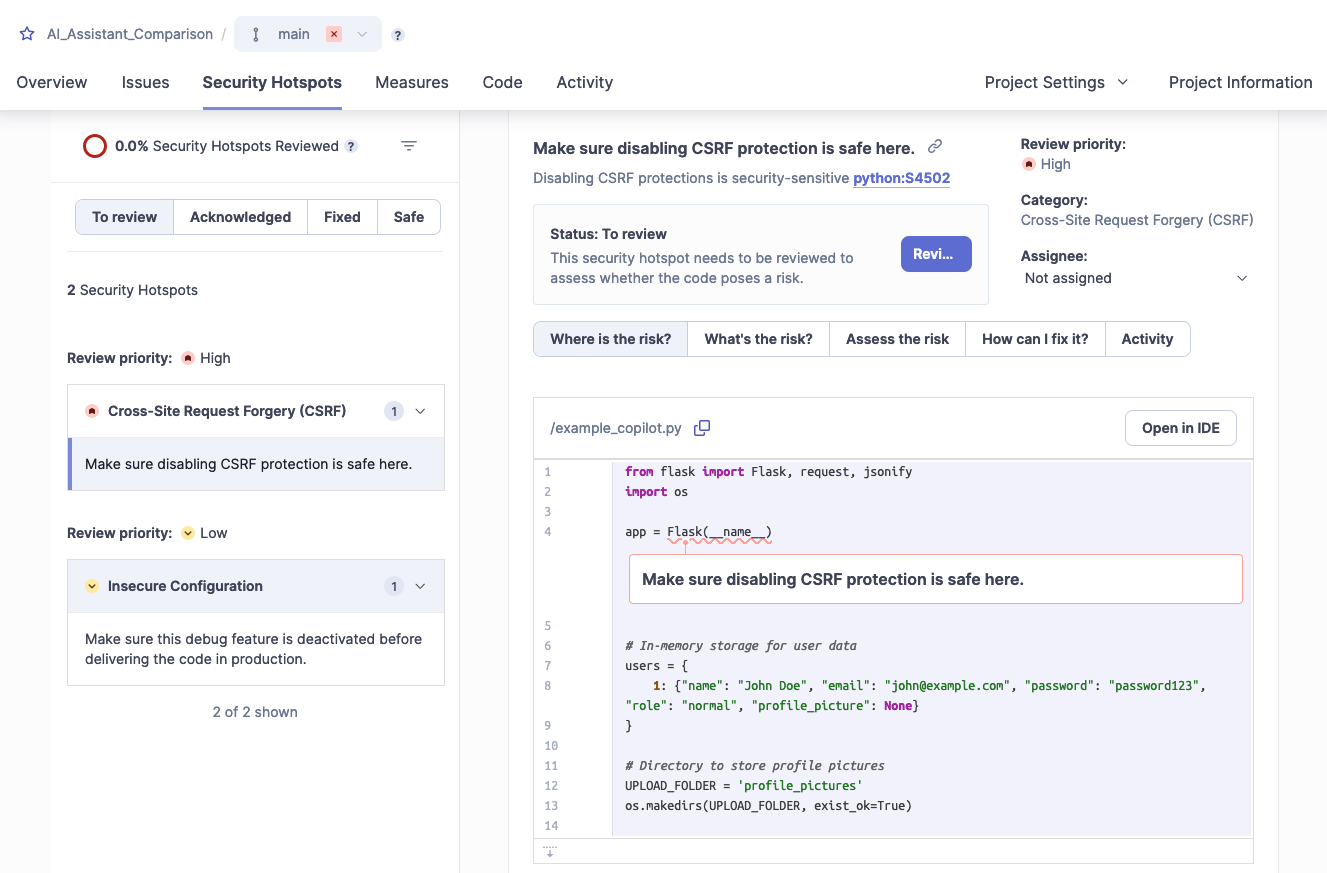 AI_Assistant_Comparison / main ?
Overview Issues Security Hotspots Measures Code Activity Project Settings Project Information
0.0% Security Hotspots Reviewed ?
To review Acknowledged Fixed Safe
2 Security Hotspots
Review priority: High
Cross-Site Request Forgery (CSRF) 1
Make sure disabling CSRF protection is safe here.
Review priority: Low
Insecure Configuration 1
Make sure this debug feature is deactivated before
delivering the code in production.
2 of 2 shown
Make sure disabling CSRF protection is safe here.
Disabling CSRF protections is security-sensitive python:S4502
Status: To review
This security hotspot needs to be reviewed to
assess whether the code poses a risk.
Revi...
Review priority:
High
Category:
Cross-Site Request Forgery (CSRF)
Assignee:
Not assigned
Where is the risk? What's the risk? Assess the risk How can I fix it? Activity
/example_copilot.py Open in IDE
1 from flask import Flask, request, jsonify
2 import os
3
4 app = Flask(__name__)
Make sure disabling CSRF protection is safe here.
5
6 # In-memory storage for user data
7 users = {
8 1: {"name": "John Doe", "email": "john@example.com", "password": "password123",
"role": "normal", "profile_picture": None}
9 }
10
11 # Directory to store profile pictures
12 UPLOAD_FOLDER = 'profile_pictures'
13 os.makedirs(UPLOAD_FOLDER, exist_ok=True)
14